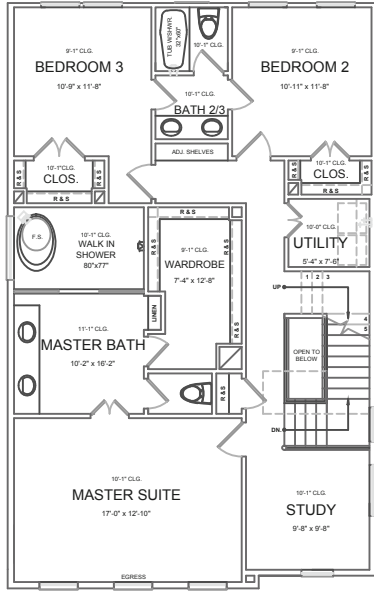 9'-1" CLG.
BEDROOM 3
10'-9" x 11'-8"
TUB W/SHWR.
32"x60"
10'-1" CLG.
9'-1" CLG.
BEDROOM 2
10'-11" x 11'-8"
10'-1" CLG.
BATH 2/3
ADJ. SHELVES
R & S
10'-1"CLG.
CLOS.
R & S
R & S
R & S
10'-1" CLG.
CLOS.
R & S
R & S
F.S.
10'-1" CLG.
WALK IN
SHOWER
80"x77"
R & S
R & S
9'-1" CLG.
WARDROBE
7'-4" x 12'-8"
R & S
10'-0" CLG.
UTILITY
5'-4" x 7'-6"
LINEN
1 2 3
UP
4
5
11'-1" CLG.
MASTER BATH
10'-2" x 16'-2"
OPEN TO
BELOW
R & S
DN.
10'-1" CLG.
MASTER SUITE
17'-0" x 12'-10"
10'-1" CLG.
STUDY
9'-8" x 9'-8"
EGRESS